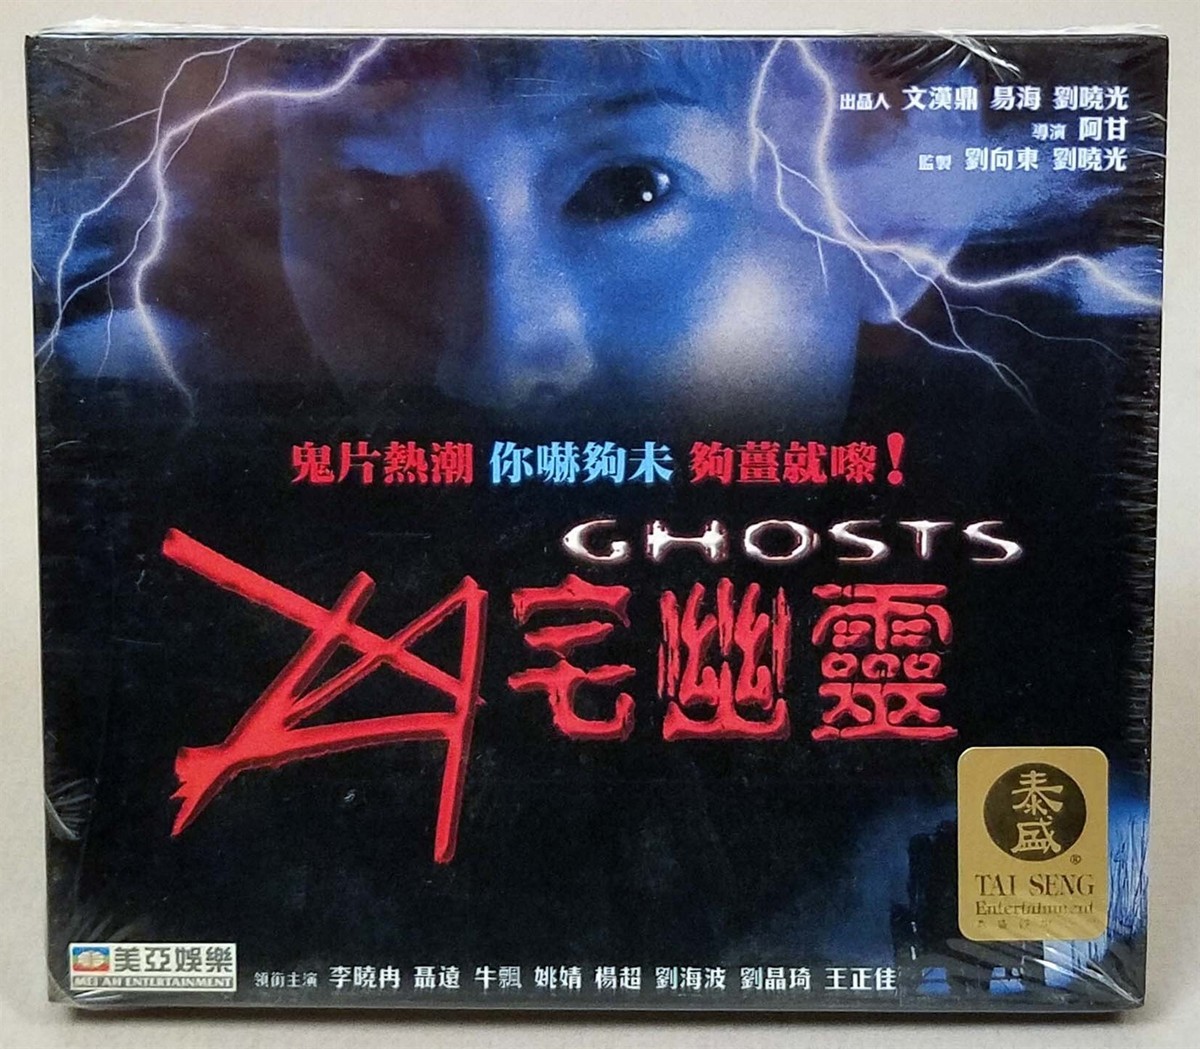 出品人 文漢鼎 易海 劉曉光
導演 阿甘
監製 劉向東 劉曉光
鬼片熱潮 你嚇夠未 夠薑就嚟！
GHOSTS
凶宅幽靈
泰盛
®
TAI SENG
Entertainment
美亞娛樂
MEI AH ENTERTAINMENT
領銜主演 李曉冉 聶遠 牛飄 姚婧 楊超 劉海波 劉晶琦 王正佳